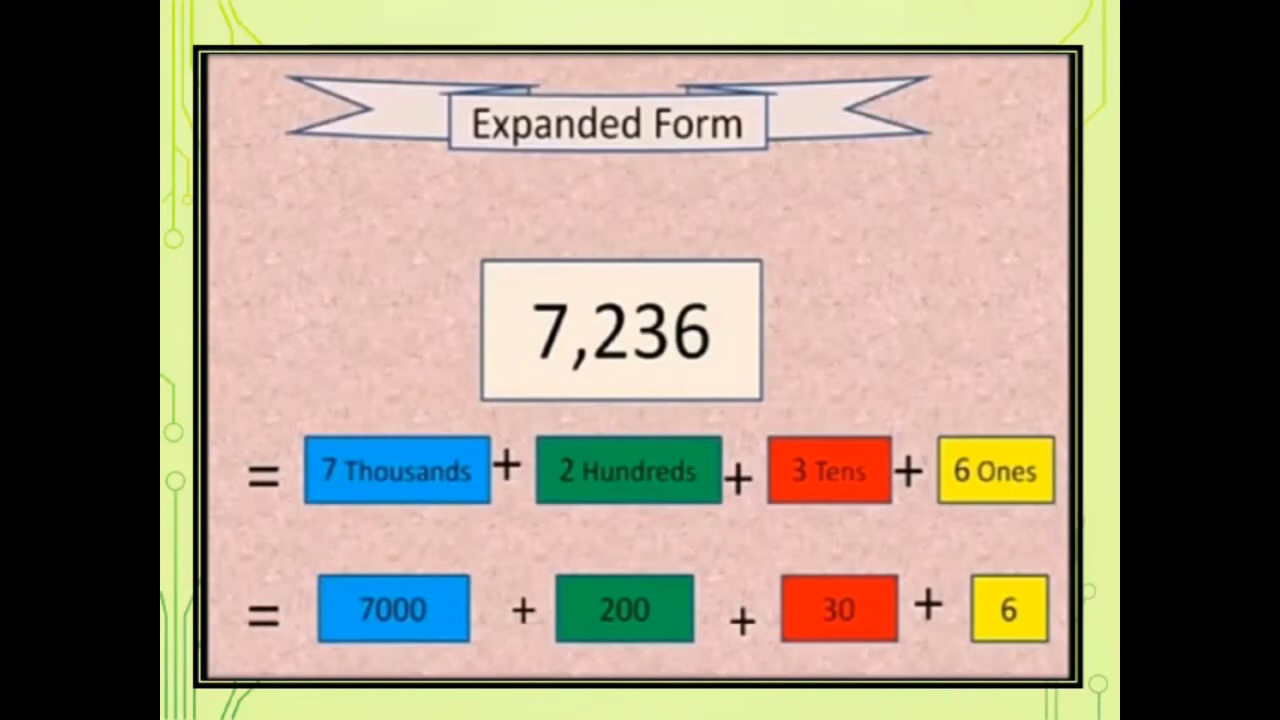 Expanded Form
7,236
= 7 Thousands + 2 Hundreds + 3 Tens + 6 Ones
= 7000 + 200 + 30 + 6